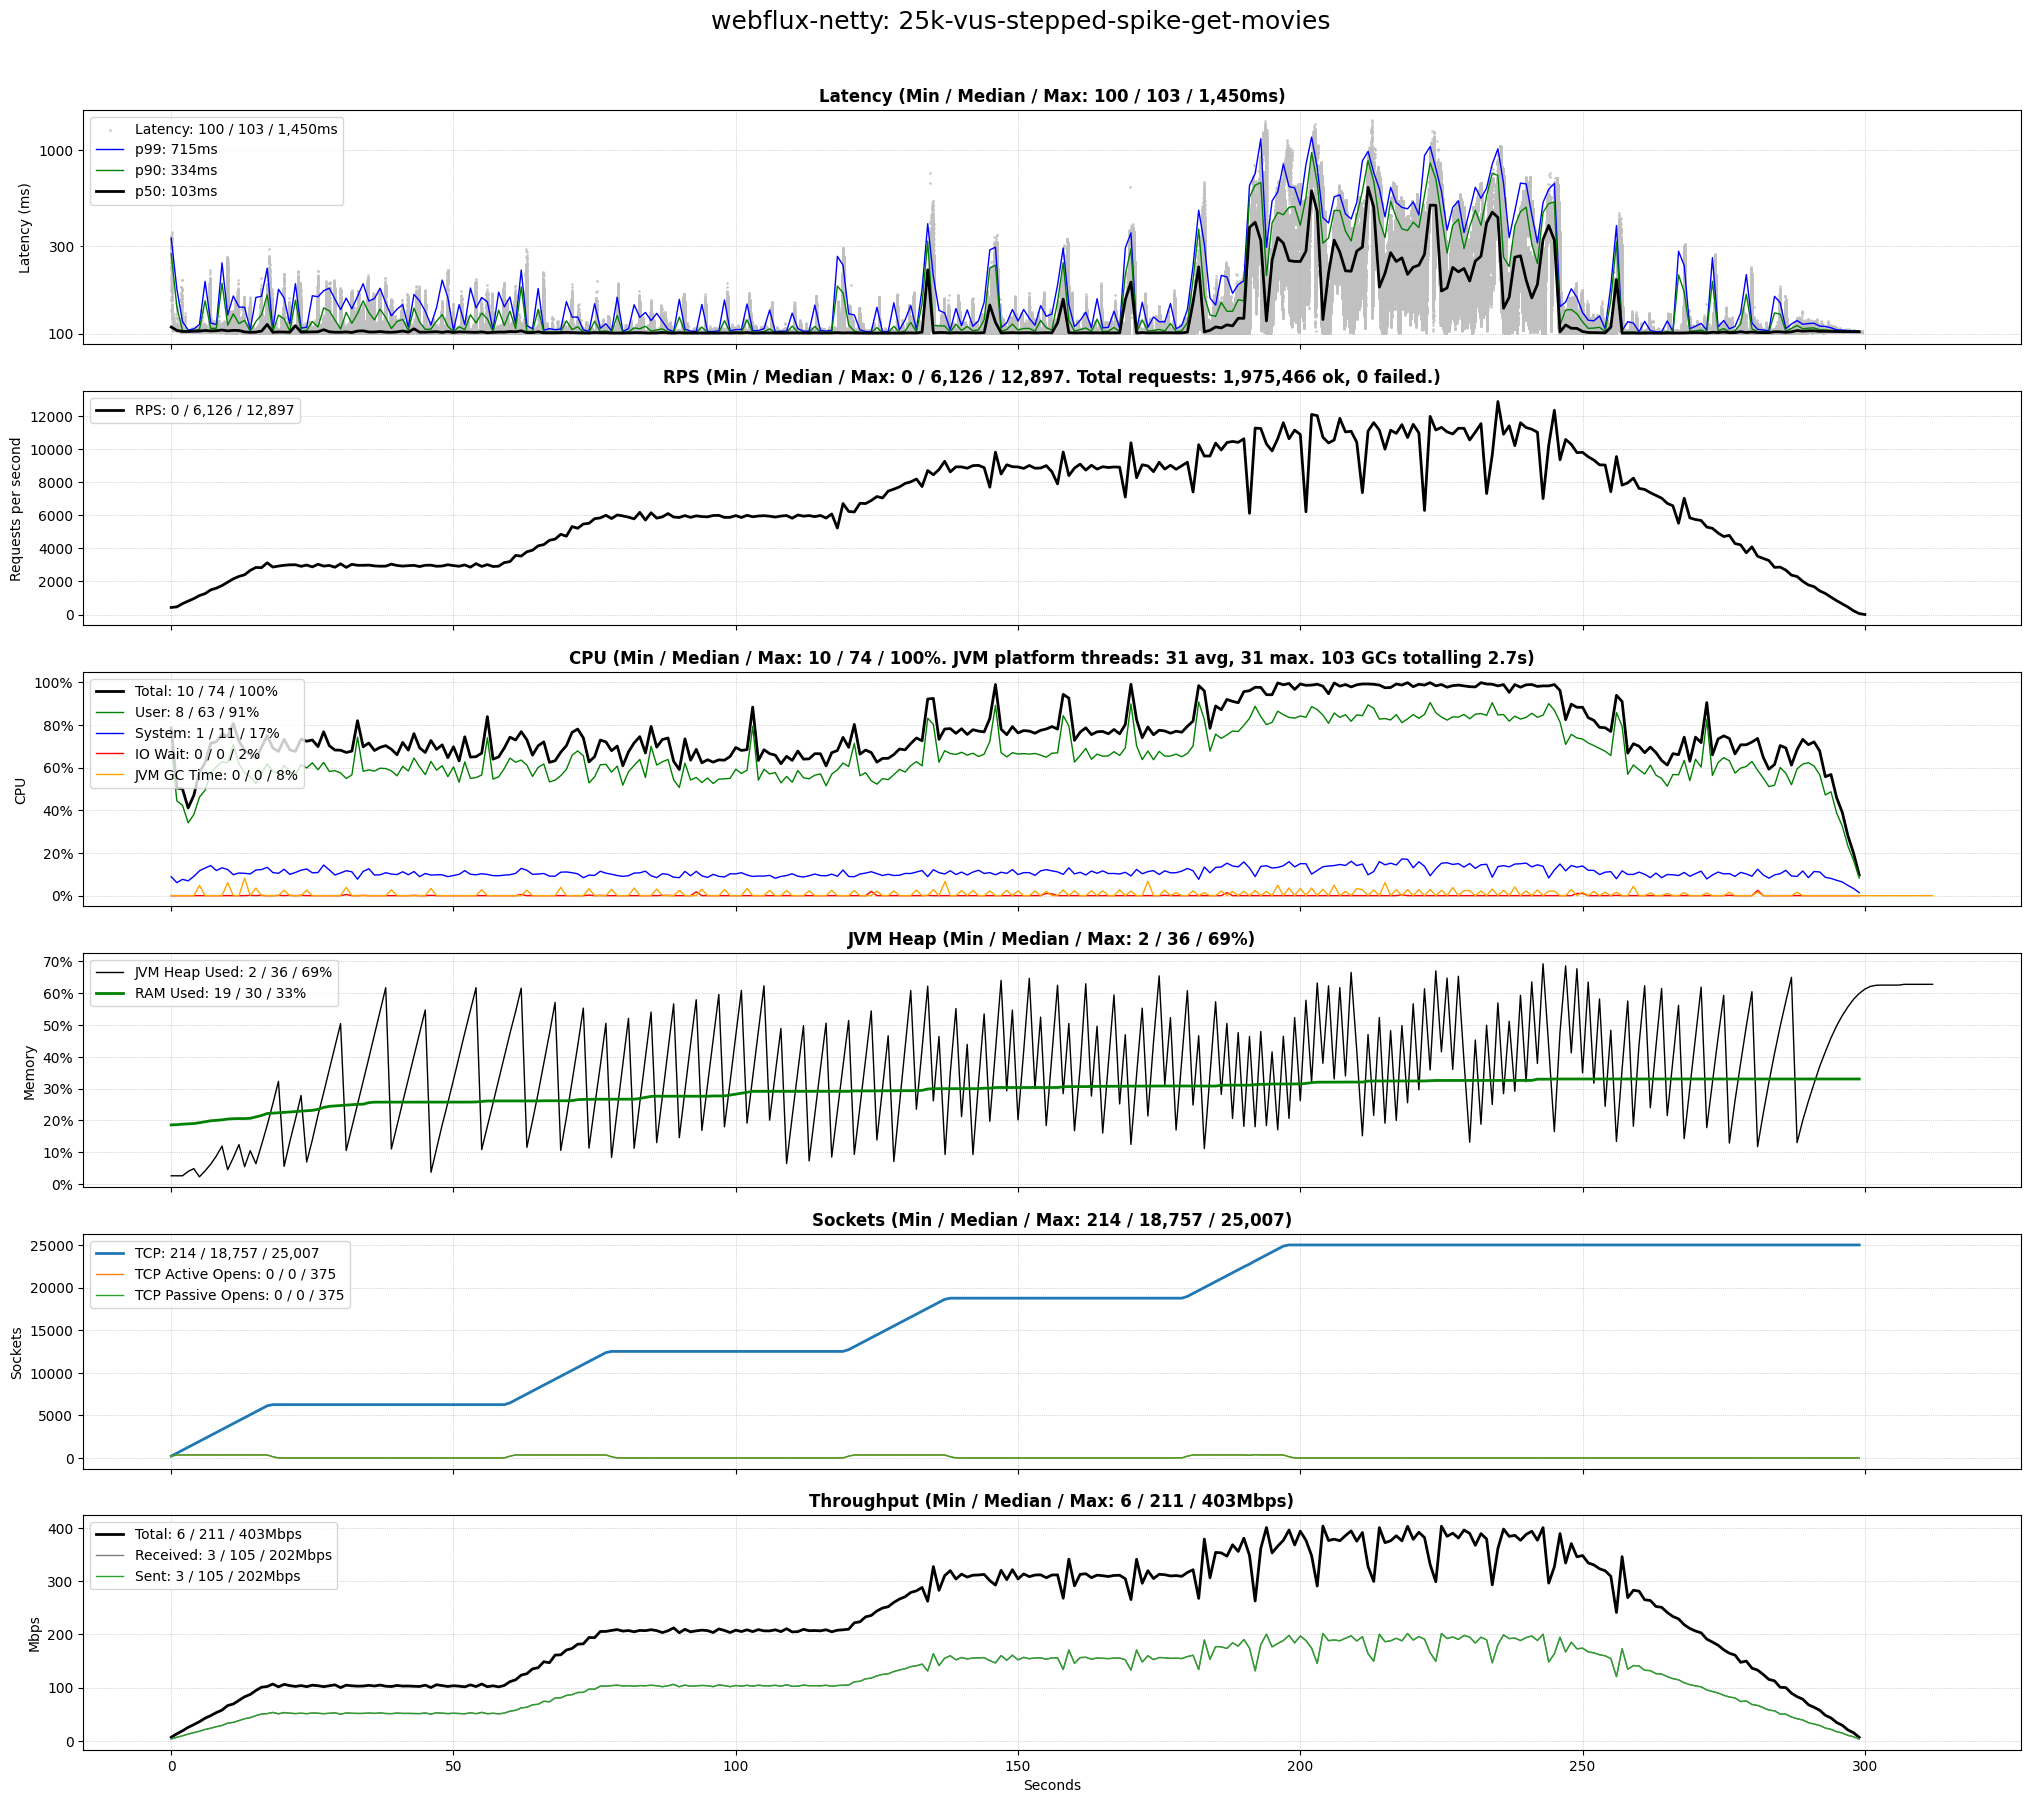 webflux-netty: 25k-vus-stepped-spike-get-movies
Latency (Min / Median / Max: 100 / 103 / 1,450ms)
Latency: 100 / 103 / 1,450ms
p99: 715ms
p90: 334ms
p50: 103ms
1000
300
100
Latency (ms)
RPS (Min / Median / Max: 0 / 6,126 / 12,897. Total requests: 1,975,466 ok, 0 failed.)
RPS: 0 / 6,126 / 12,897
12000
10000
8000
6000
4000
2000
0
Requests per second
CPU (Min / Median / Max: 10 / 74 / 100%. JVM platform threads: 31 avg, 31 max. 103 GCs totalling 2.7s)
Total: 10 / 74 / 100%
User: 8 / 63 / 91%
System: 1 / 11 / 17%
IO Wait: 0 / 0 / 2%
JVM GC Time: 0 / 0 / 8%
100%
80%
60%
40%
20%
0%
CPU
JVM Heap (Min / Median / Max: 2 / 36 / 69%)
JVM Heap Used: 2 / 36 / 69%
RAM Used: 19 / 30 / 33%
70%
60%
50%
40%
30%
20%
10%
0%
Memory
Sockets (Min / Median / Max: 214 / 18,757 / 25,007)
TCP: 214 / 18,757 / 25,007
TCP Active Opens: 0 / 0 / 375
TCP Passive Opens: 0 / 0 / 375
25000
20000
15000
10000
5000
0
Sockets
Throughput (Min / Median / Max: 6 / 211 / 403Mbps)
Total: 6 / 211 / 403Mbps
Received: 3 / 105 / 202Mbps
Sent: 3 / 105 / 202Mbps
400
300
200
100
0
Mbps
0 50 100 150 200 250 300
Seconds